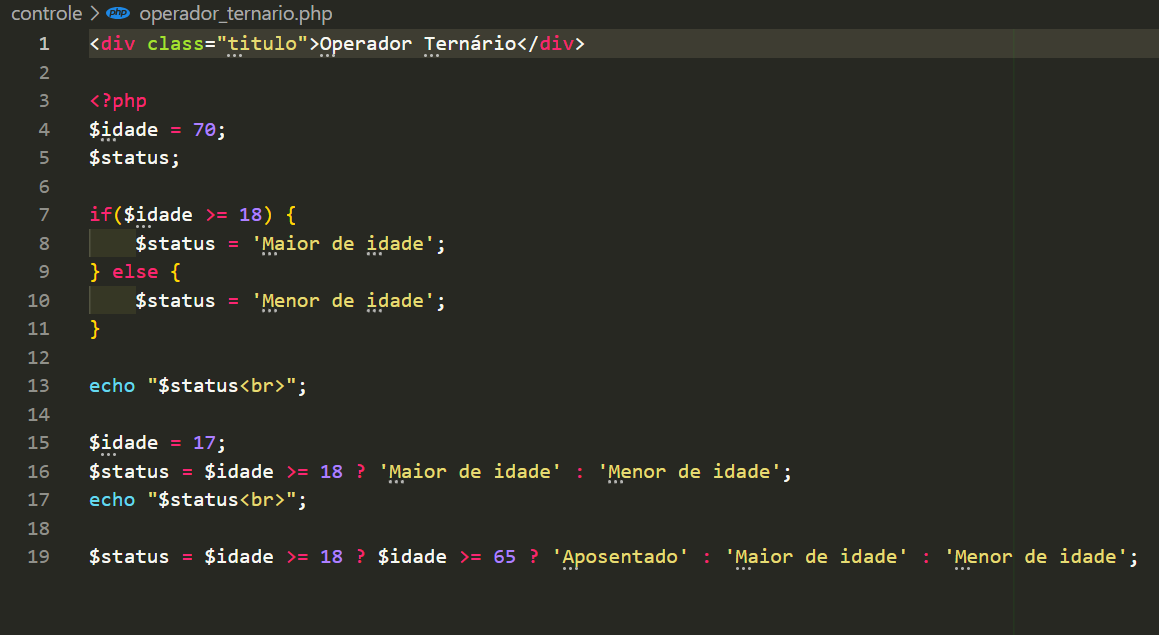 controle > php operador_ternario.php
1 <div class="titulo">Operador Ternário</div>
2
3 <?php
4 $idade = 70;
5 $status;
6
7 if($idade >= 18) {
8     $status = 'Maior de idade';
9 } else {
10     $status = 'Menor de idade';
11 }
12
13 echo "$status<br>";
14
15 $idade = 17;
16 $status = $idade >= 18 ? 'Maior de idade' : 'Menor de idade';
17 echo "$status<br>";
18
19 $status = $idade >= 18 ? $idade >= 65 ? 'Aposentado' : 'Maior de idade' : 'Menor de idade';